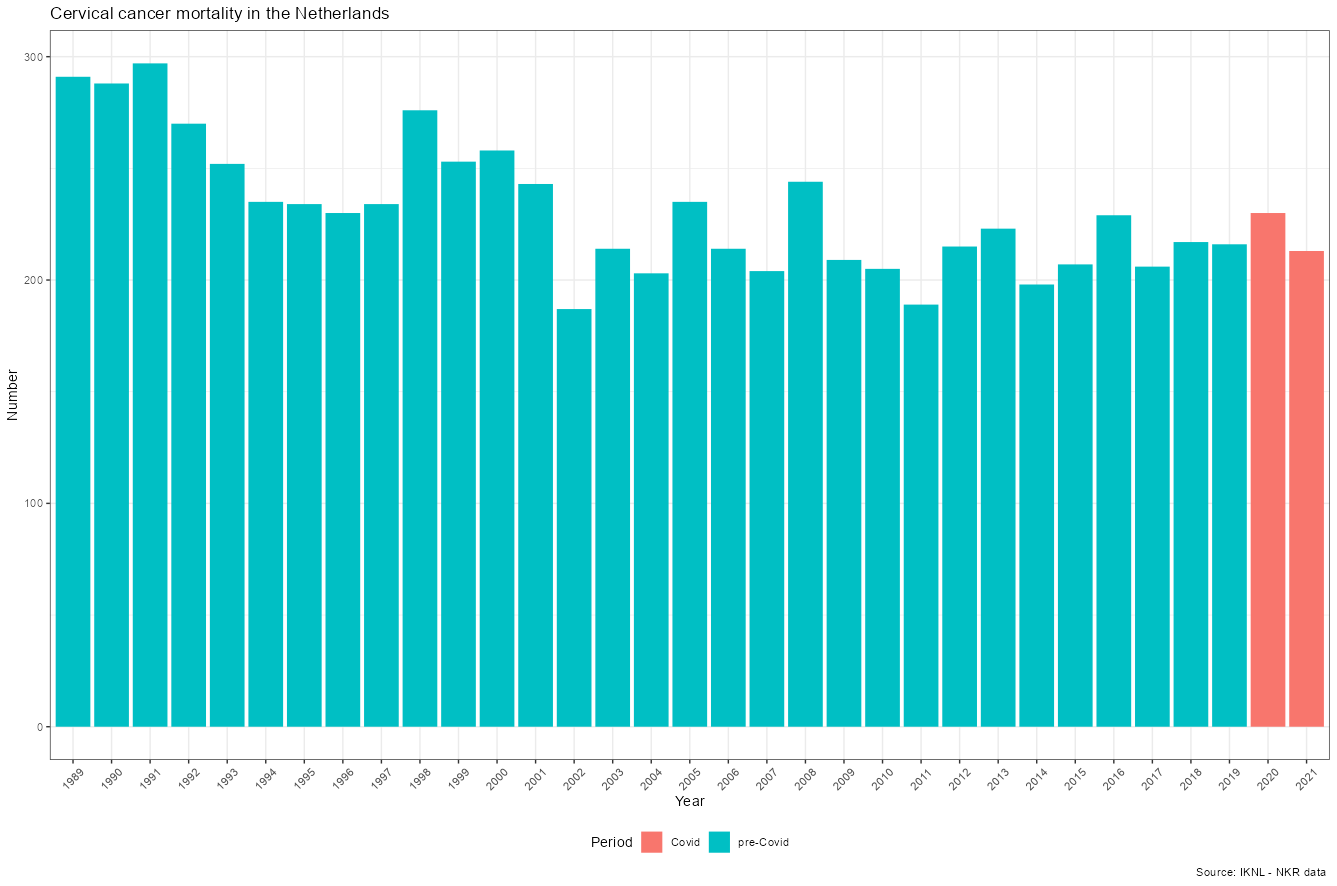 Cervical cancer mortality in the Netherlands
300
200
100
0
Number
1989 1990 1991 1992 1993 1994 1995 1996 1997 1998 1999 2000 2001 2002 2003 2004 2005 2006 2007 2008 2009 2010 2011 2012 2013 2014 2015 2016 2017 2018 2019 2020 2021
Year
Period Covid pre-Covid
Source: IKNL - NKR data